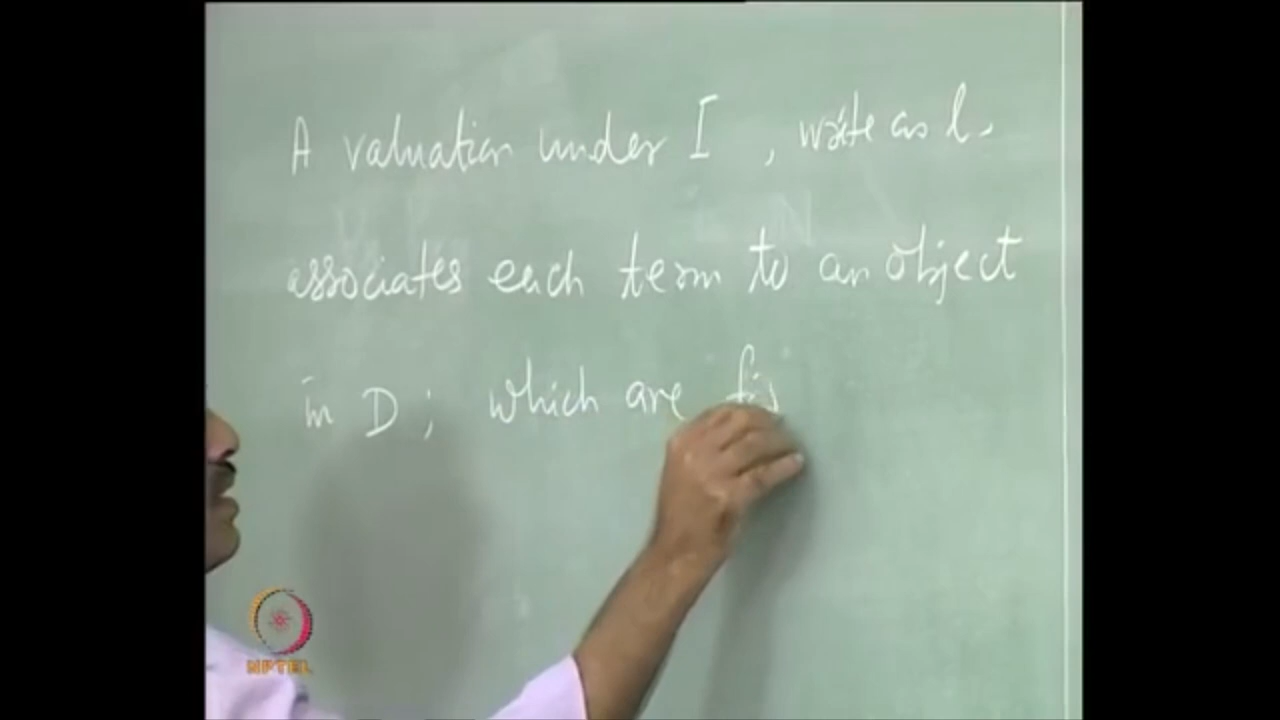 A valuation under I , write as l,
associates each term to an object
in D ; which are
NPTEL